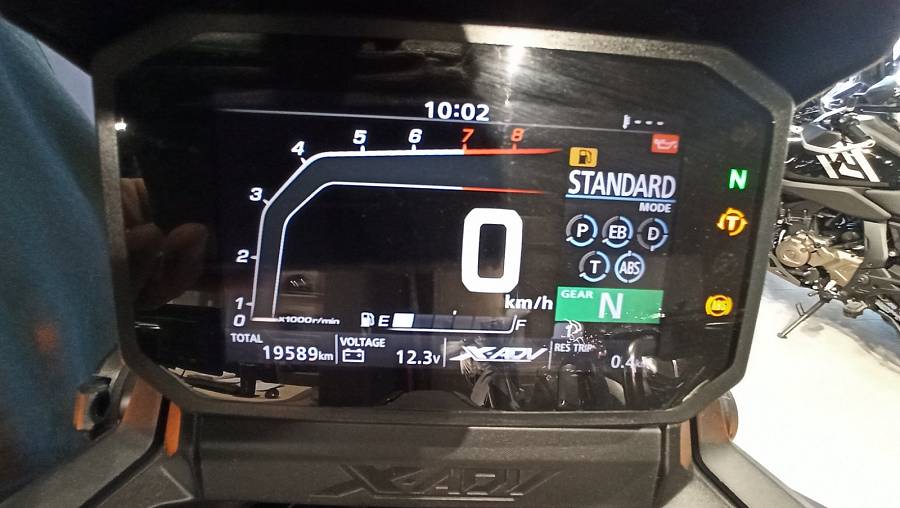 10:02
---
4 5 6 7 8
3
2
1
0
x1000r/min
STANDARD
MODE
P EB D
T ABS
0
km/h
GEAR N
E F
TOTAL
19589km
VOLTAGE
12.3V
X-ADV
RES TRIP
0.4
N
T
ABS
X-ADV